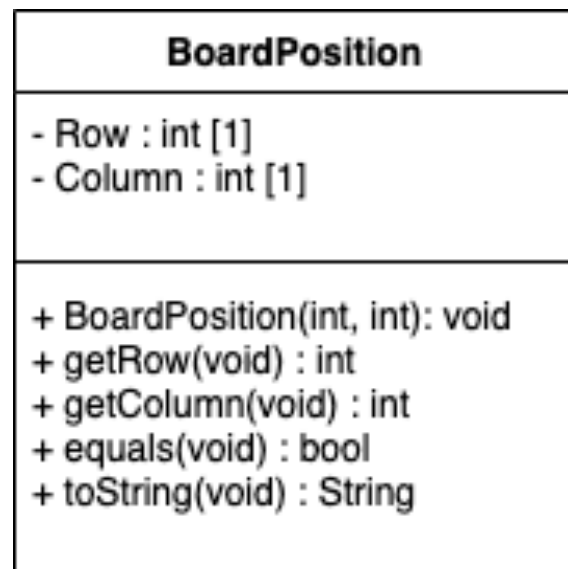 BoardPosition
- Row : int [1]
- Column : int [1]
+ BoardPosition(int, int): void
+ getRow(void) : int
+ getColumn(void) : int
+ equals(void) : bool
+ toString(void) : String